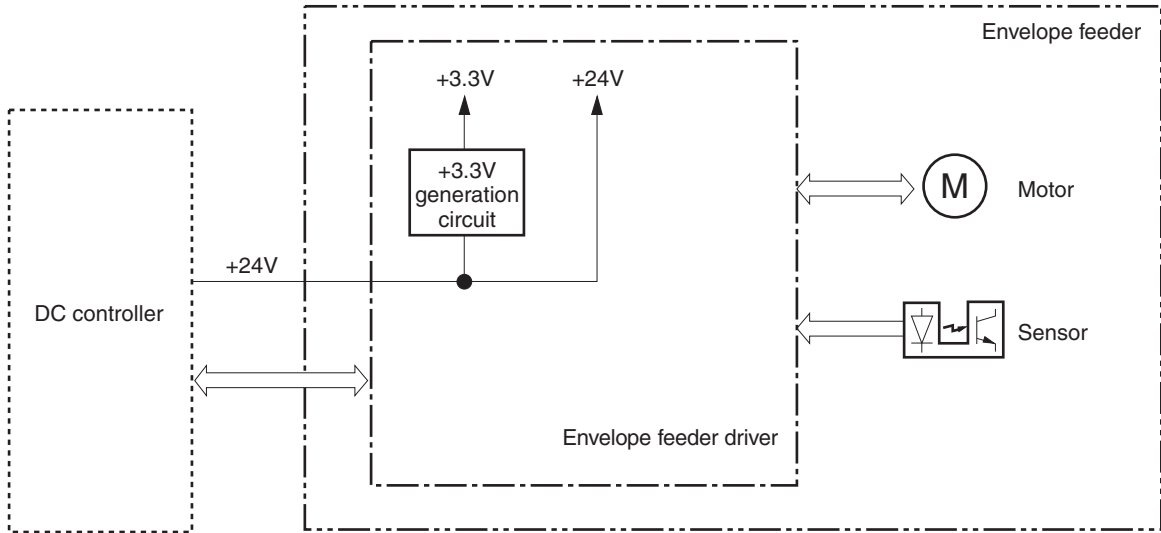 Envelope feeder
+3.3V
+24V
+3.3V
generation
circuit
M
Motor
+24V
DC controller
Sensor
Envelope feeder driver